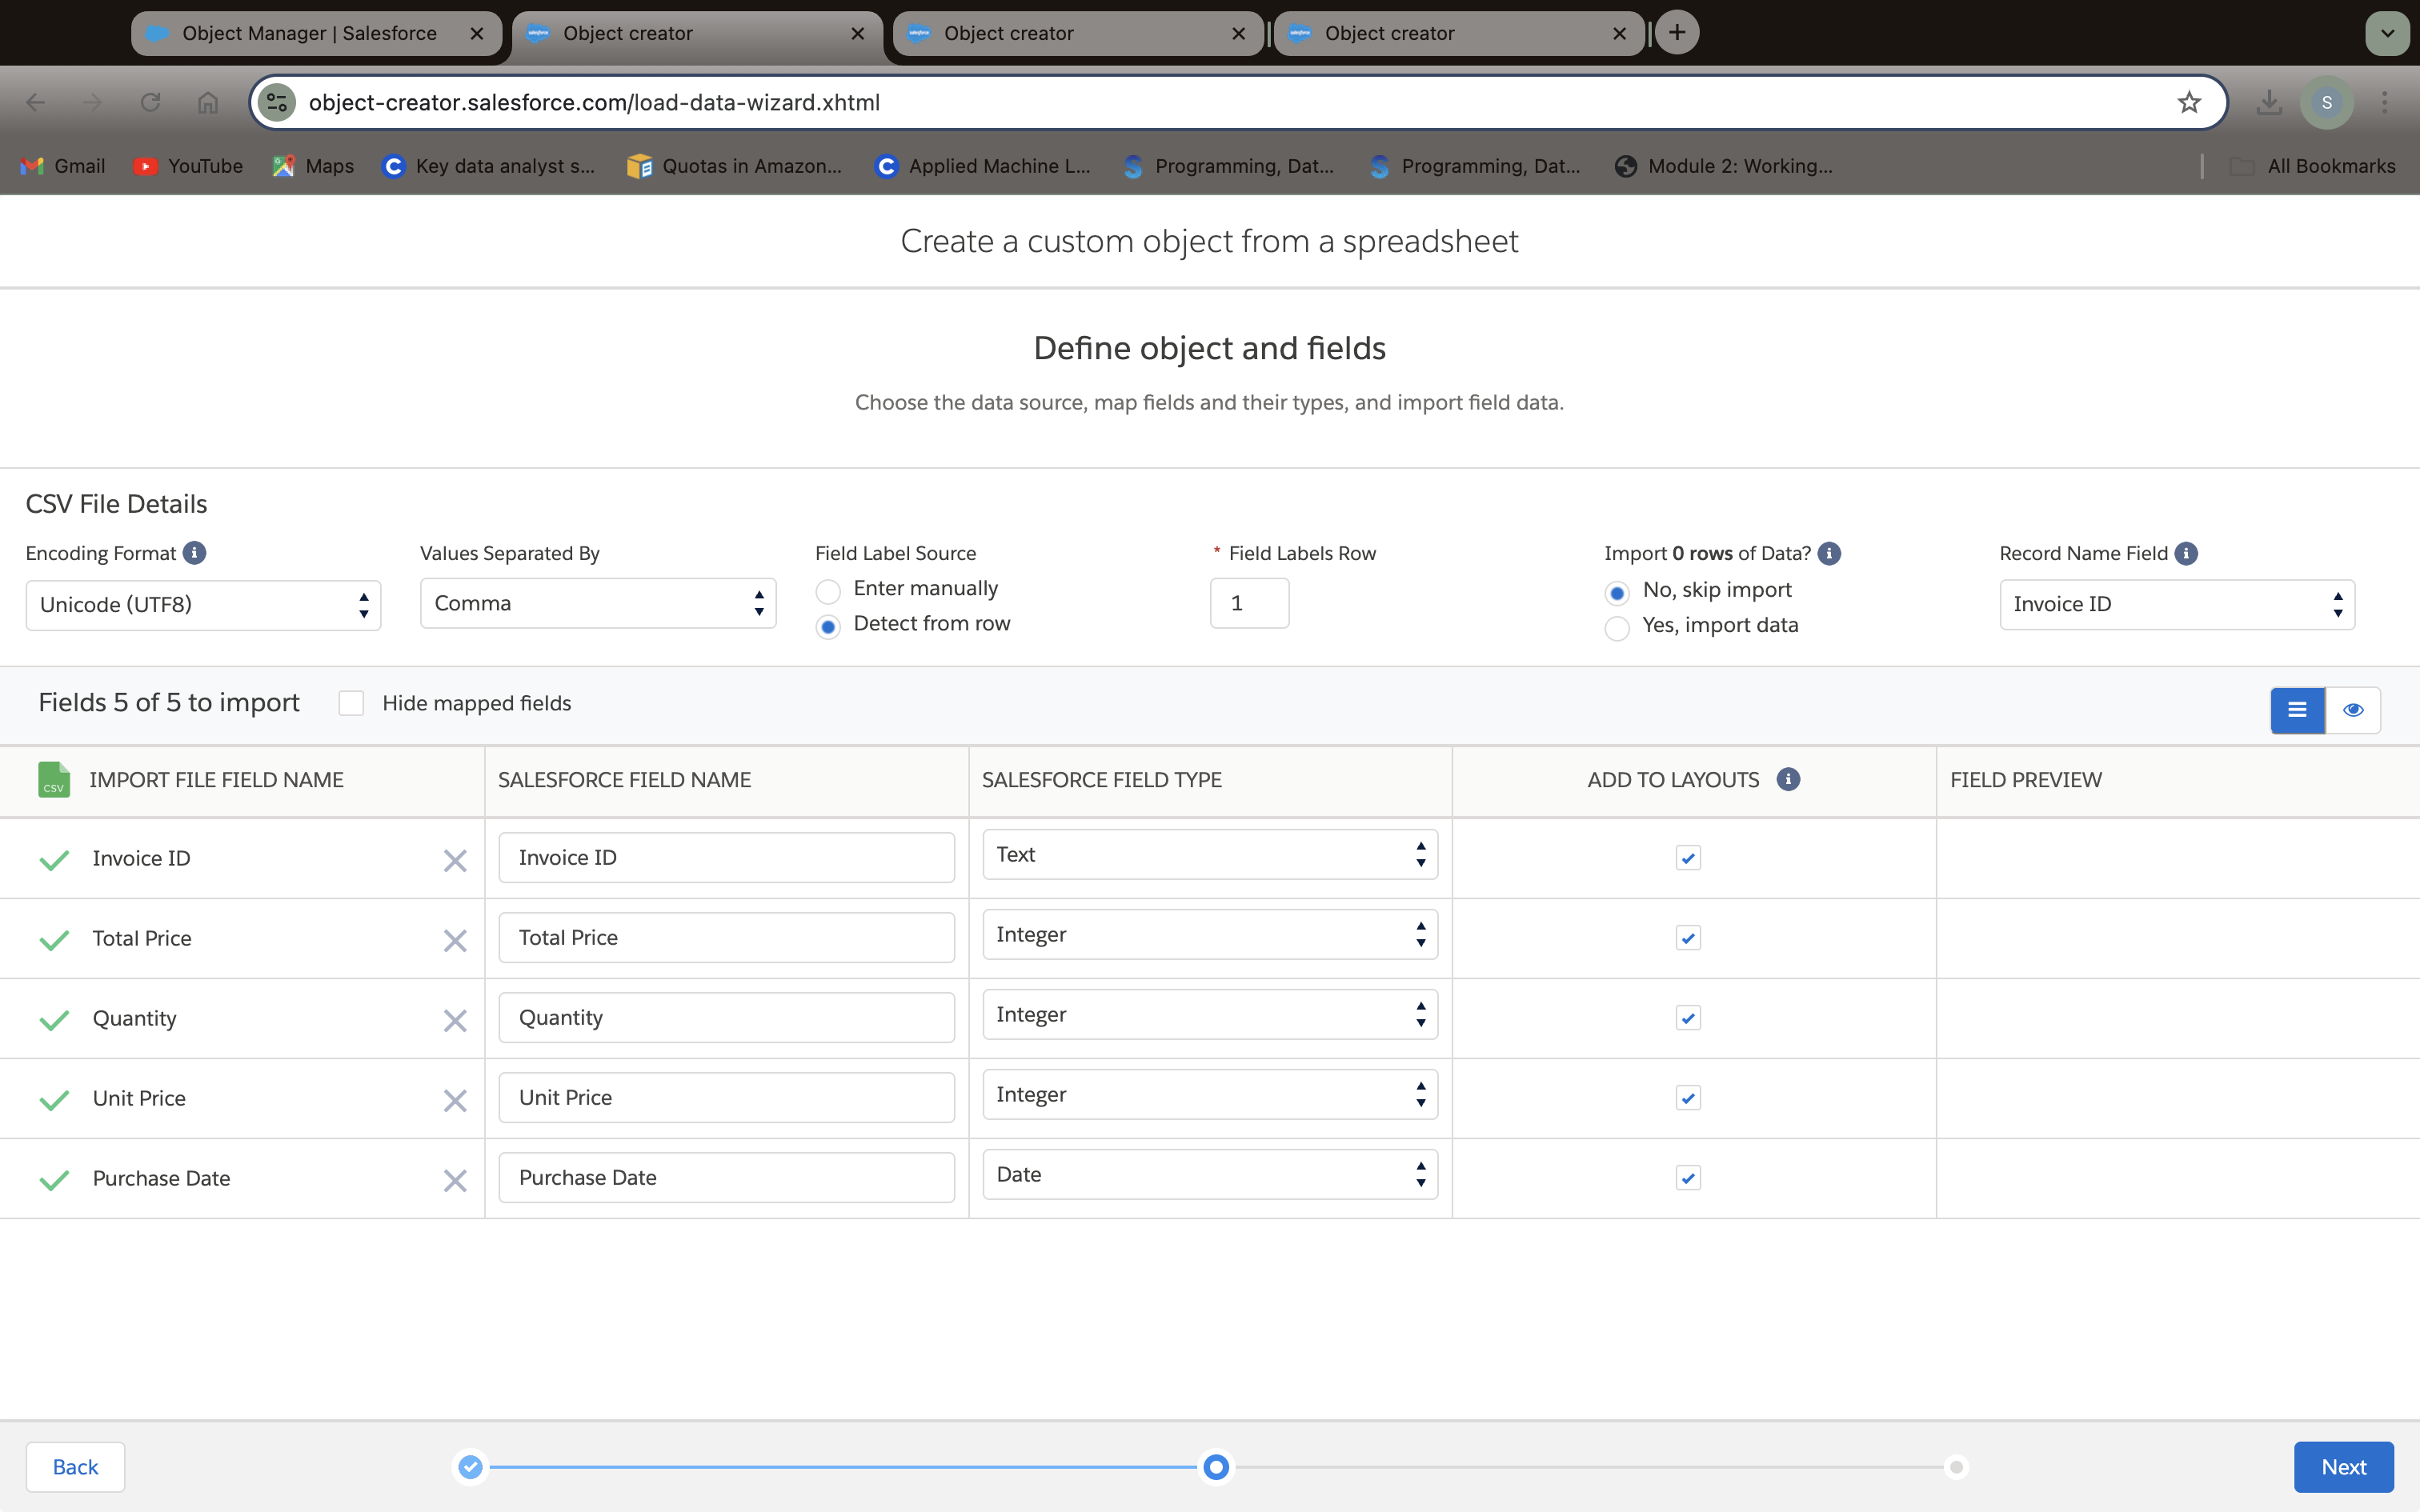 Object Manager | Salesforce
Object creator
Object creator
Object creator
object-creator.salesforce.com/load-data-wizard.xhtml
S
Gmail
YouTube
Maps
Key data analyst s...
Quotas in Amazon...
Applied Machine L...
Programming, Dat...
Programming, Dat...
Module 2: Working...
All Bookmarks
Create a custom object from a spreadsheet
Define object and fields
Choose the data source, map fields and their types, and import field data.
CSV File Details
Encoding Format
Unicode (UTF8)
Values Separated By
Comma
Field Label Source
Enter manually
Detect from row
* Field Labels Row
1
Import 0 rows of Data?
No, skip import
Yes, import data
Record Name Field
Invoice ID
Fields 5 of 5 to import
Hide mapped fields
CSV
IMPORT FILE FIELD NAME
SALESFORCE FIELD NAME
SALESFORCE FIELD TYPE
ADD TO LAYOUTS
FIELD PREVIEW
Invoice ID
Invoice ID
Text
Total Price
Total Price
Integer
Quantity
Quantity
Integer
Unit Price
Unit Price
Integer
Purchase Date
Purchase Date
Date
Back
Next